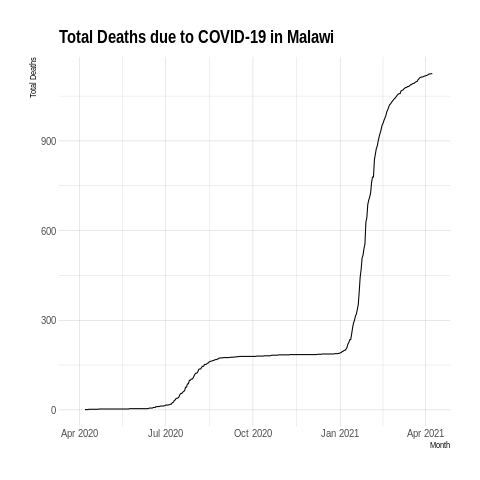 Total Deaths due to COVID-19 in Malawi
Total Deaths
900
600
300
0
Apr 2020 Jul 2020 Oct 2020 Jan 2021 Apr 2021
Month